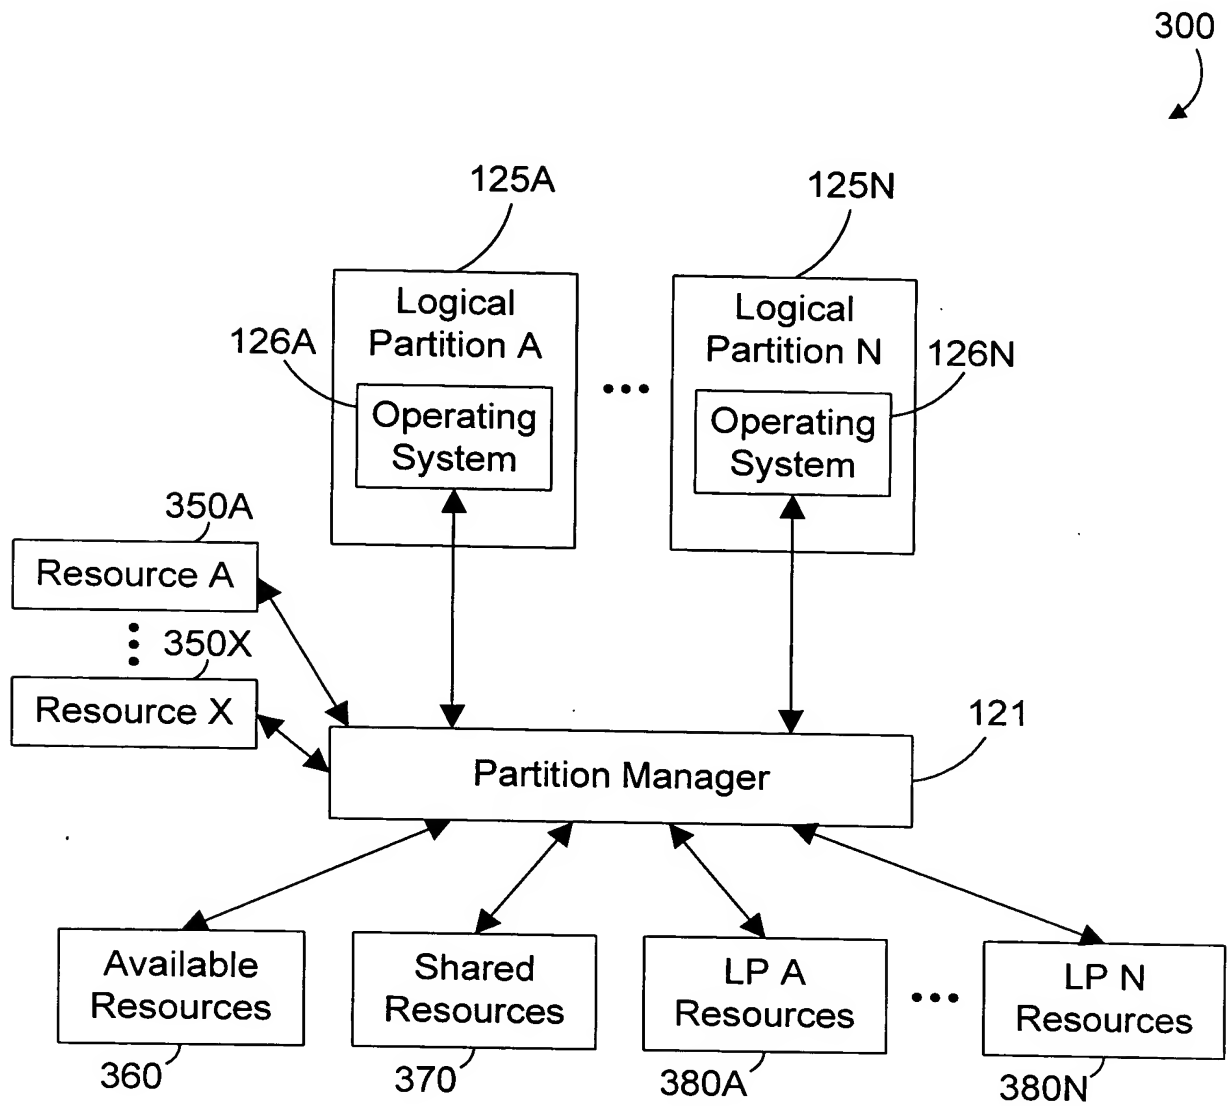 300
125A
125N
Logical
Partition A
Logical
Partition N
126A
126N
Operating
System
Operating
System
350A
Resource A
350X
Resource X
121
Partition Manager
Available
Resources
Shared
Resources
LP A
Resources
LP N
Resources
360
370
380A
380N